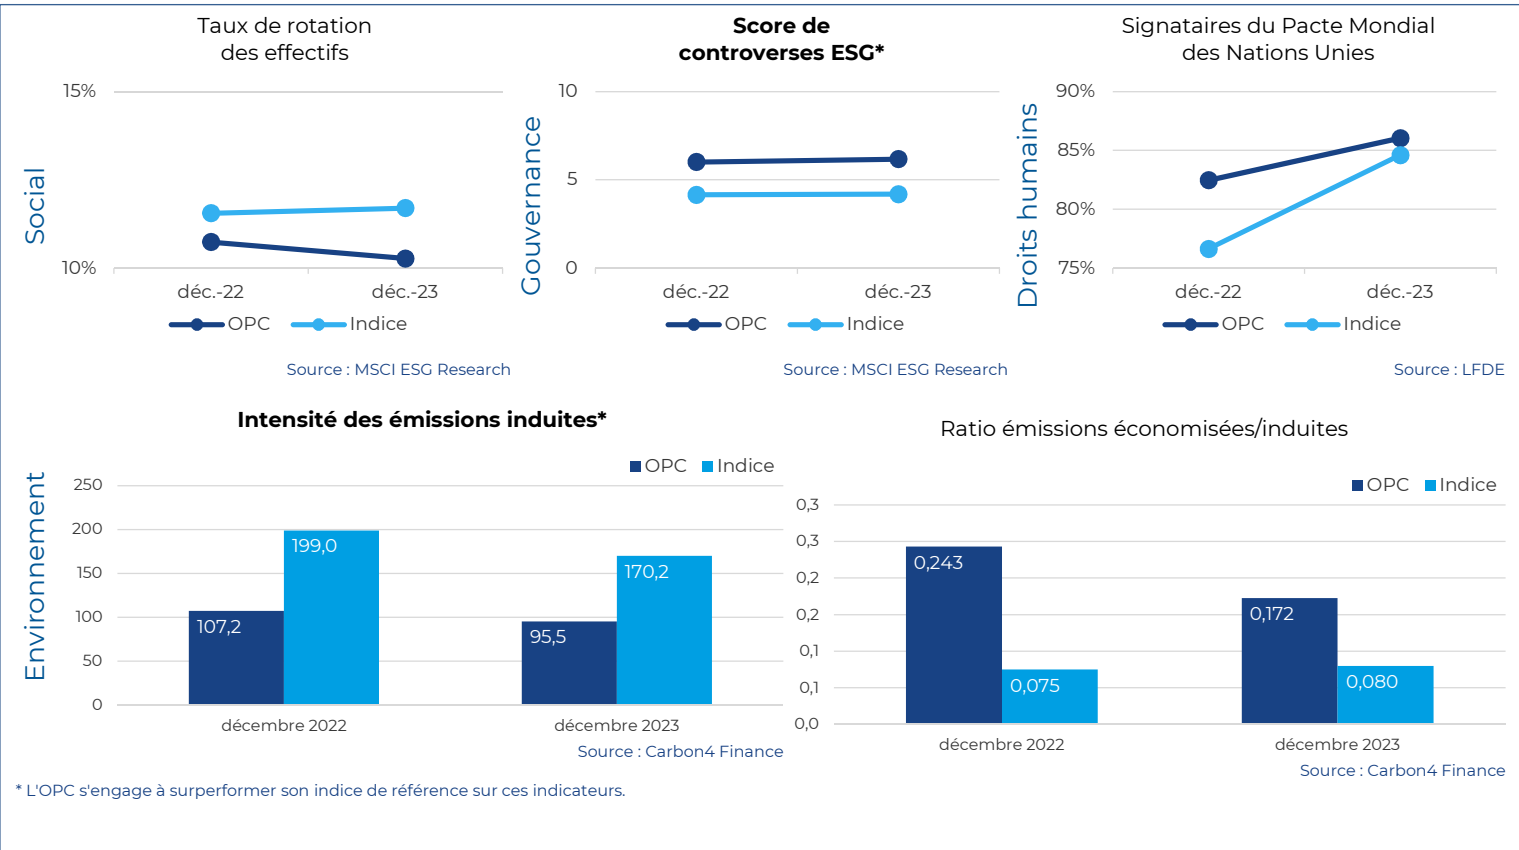 Taux de rotation
des effectifs
Social
15%
10%
déc.-22
déc.-23
OPC
Indice
Source : MSCI ESG Research
Score de
controverses ESG*
Gouvernance
10
5
0
déc.-22
déc.-23
OPC
Indice
Source : MSCI ESG Research
Signataires du Pacte Mondial
des Nations Unies
Droits humains
90%
85%
80%
75%
déc.-22
déc.-23
OPC
Indice
Source : LFDE
Intensité des émissions induites*
Environnement
OPC
Indice
250
200
150
100
50
0
107,2
199,0
95,5
170,2
décembre 2022
décembre 2023
Source : Carbon4 Finance
Ratio émissions économisées/induites
OPC
Indice
0,3
0,3
0,2
0,2
0,1
0,1
0,0
0,243
0,075
0,172
0,080
décembre 2022
décembre 2023
Source : Carbon4 Finance
* L'OPC s'engage à surperformer son indice de référence sur ces indicateurs.